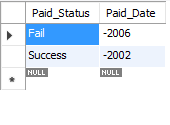 Paid_Status Paid_Date
Fail -2006
Success -2002
NULL NULL